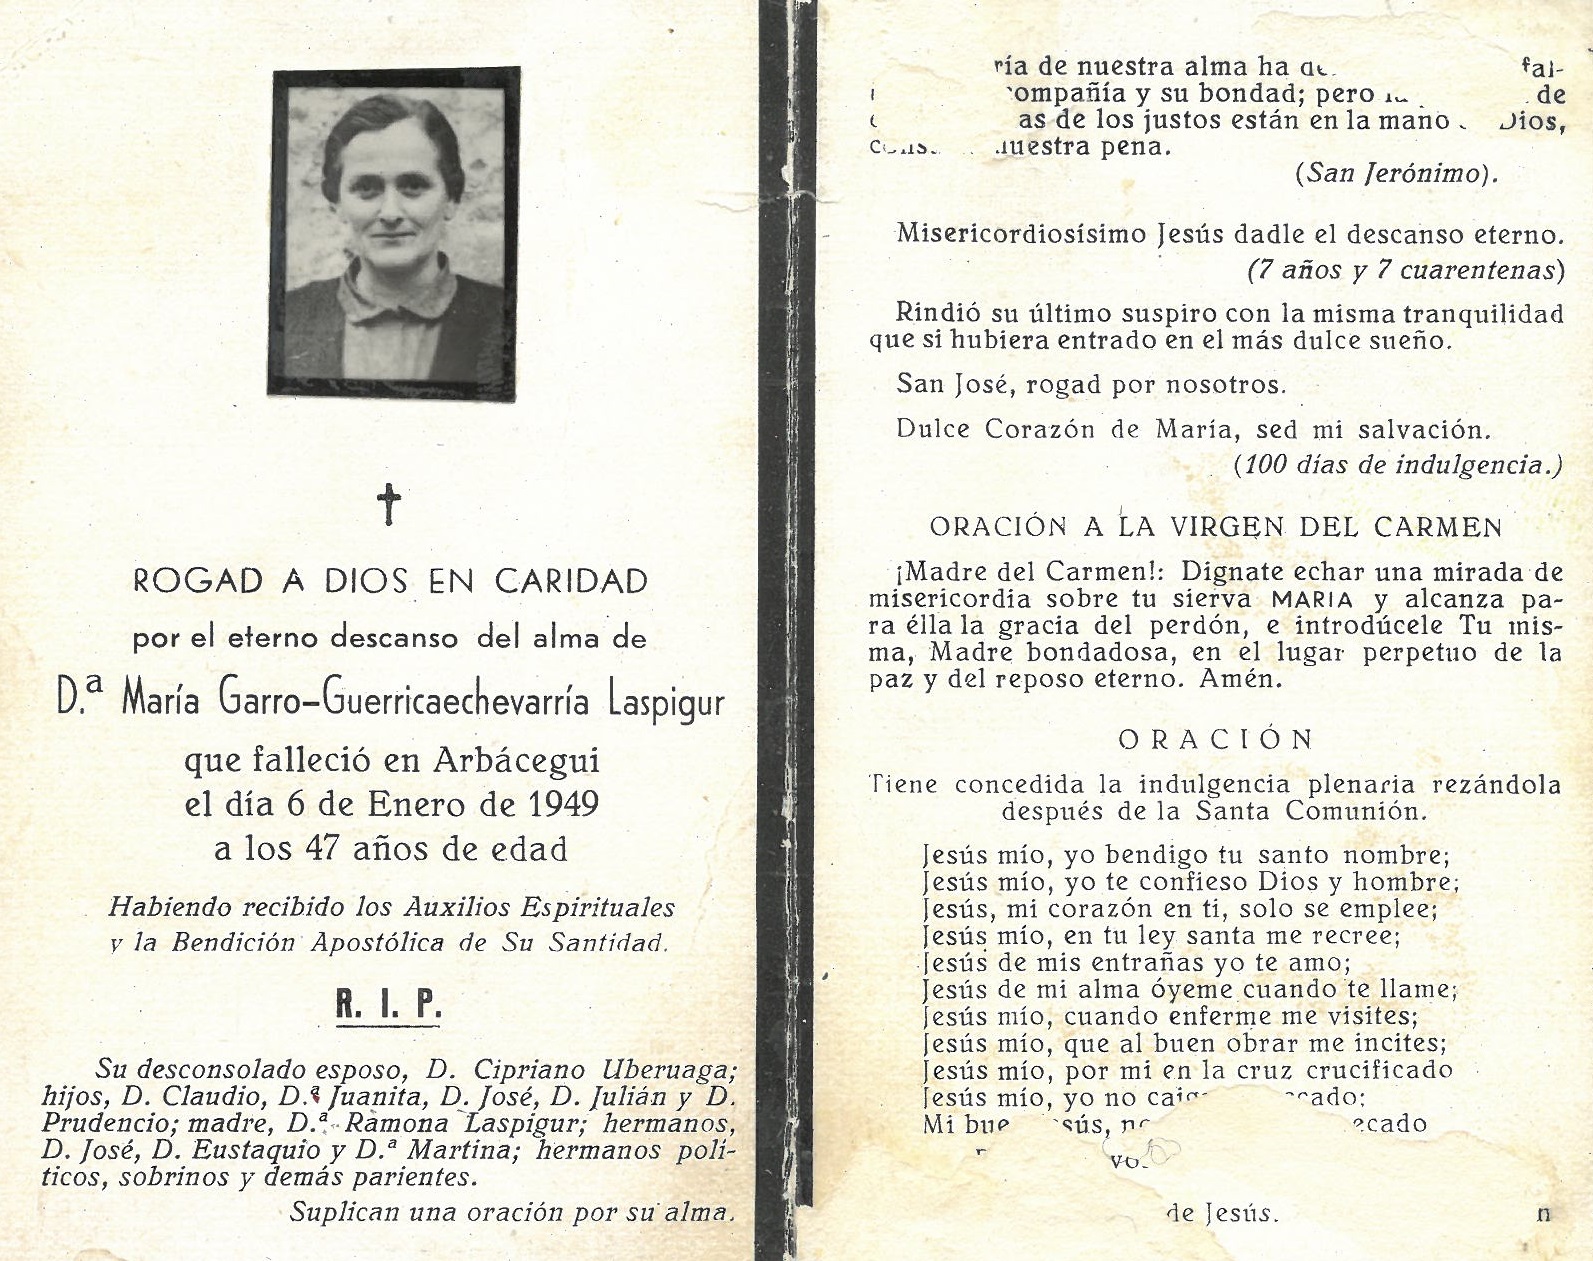 ROGAD A DIOS EN CARIDAD
por el eterno descanso del alma de
D.ª María Garro-Guerricaechevarría Laspigur
que falleció en Arbácegui
el día 6 de Enero de 1949
a los 47 años de edad
Habiendo recibido los Auxilios Espirituales
y la Bendición Apostólica de Su Santidad.
R. I. P.
Su desconsolado esposo, D. Cipriano Uberuaga;
hijos, D. Claudio, D.ª Juanita, D. José, D. Julián y D.
Prudencio; madre, D.ª Ramona Laspigur; hermanos,
D. José, D. Eustaquio y D.ª Martina; hermanos polí-
ticos, sobrinos y demás parientes.
Suplican una oración por su alma.
ría de nuestra alma ha fal-
ompañía y su bondad; pero de
as de los justos están en la mano Dios,
nuestra pena.
(San Jerónimo).
Misericordiosísimo Jesús dadle el descanso eterno.
(7 años y 7 cuarentenas)
Rindió su último suspiro con la misma tranquilidad
que si hubiera entrado en el más dulce sueño.
San José, rogad por nosotros.
Dulce Corazón de María, sed mi salvación.
(100 días de indulgencia.)
ORACIÓN A LA VIRGEN DEL CARMEN
¡Madre del Carmen!: Dígnate echar una mirada de
misericordia sobre tu sierva MARIA y alcanza pa-
ra élla la gracia del perdón, e introdúcele Tu mis-
ma, Madre bondadosa, en el lugar perpetuo de la
paz y del reposo eterno. Amén.
ORACIÓN
Tiene concedida la indulgencia plenaria rezándola
después de la Santa Comunión.
Jesús mío, yo bendigo tu santo nombre;
Jesús mío, yo te confieso Dios y hombre;
Jesús, mi corazón en ti, solo se emplee;
Jesús mío, en tu ley santa me recree;
Jesús de mis entrañas yo te amo;
Jesús de mi alma óyeme cuando te llame;
Jesús mío, cuando enferme me visites;
Jesús mío, que al buen obrar me incites;
Jesús mío, por mi en la cruz crucificado
Jesús mío, yo no caig ado;
Mi bue sús, ecado
de Jesús. n